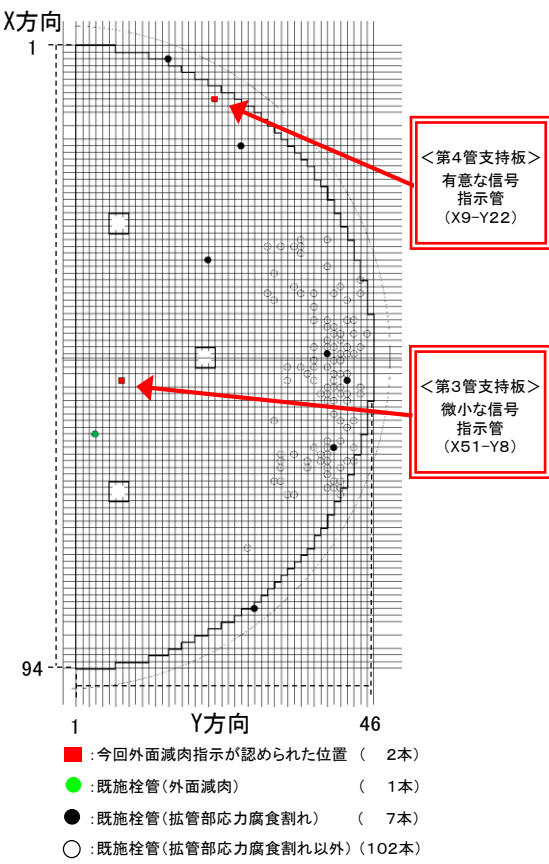 X方向
1
＜第4管支持板＞
有意な信号
指示管
(X9-Y22)
＜第3管支持板＞
微小な信号
指示管
(X51-Y8)
94
1
Y方向
46
：今回外面減肉指示が認められた位置 （ 2本）
：既施栓管（外面減肉） （ 1本）
：既施栓管（拡管部応力腐食割れ） （ 7本）
：既施栓管（拡管部応力腐食割れ以外）（102本）